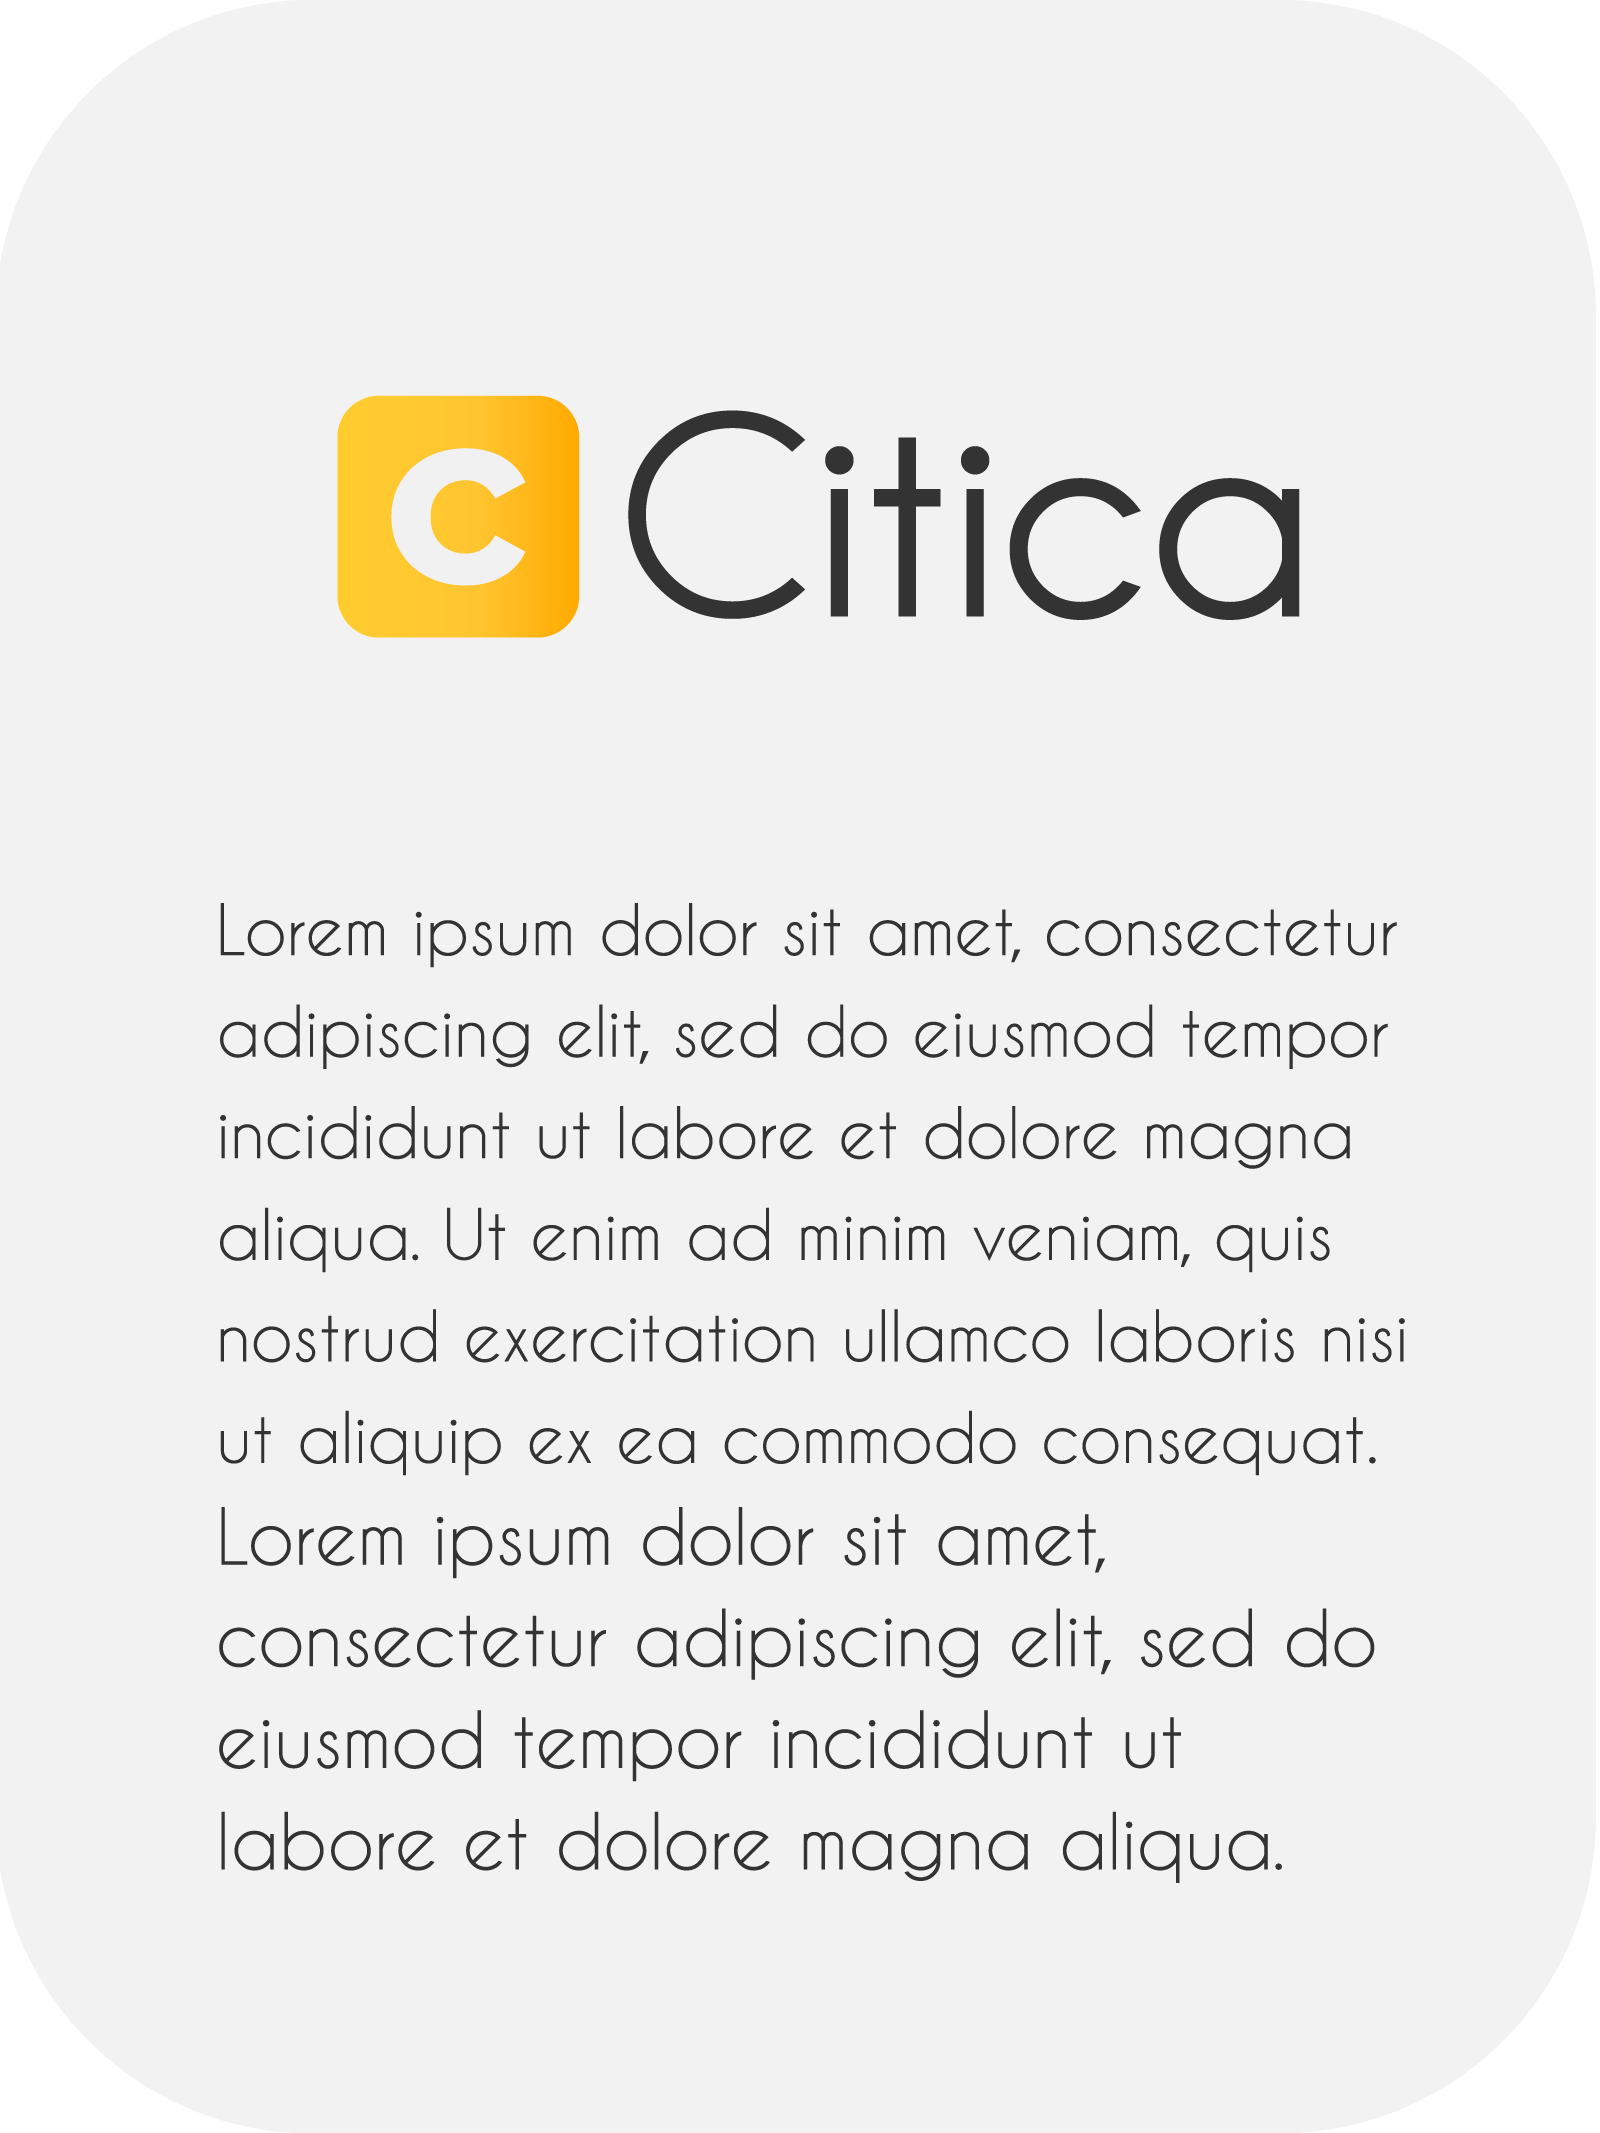 C Citica
Lorem ipsum dolor sit amet, consectetur
adipiscing elit, sed do eiusmod tempor
incididunt ut labore et dolore magna
aliqua. Ut enim ad minim veniam, quis
nostrud exercitation ullamco laboris nisi
ut aliquip ex ea commodo consequat.
Lorem ipsum dolor sit amet,
consectetur adipiscing elit, sed do
eiusmod tempor incididunt ut
labore et dolore magna aliqua.